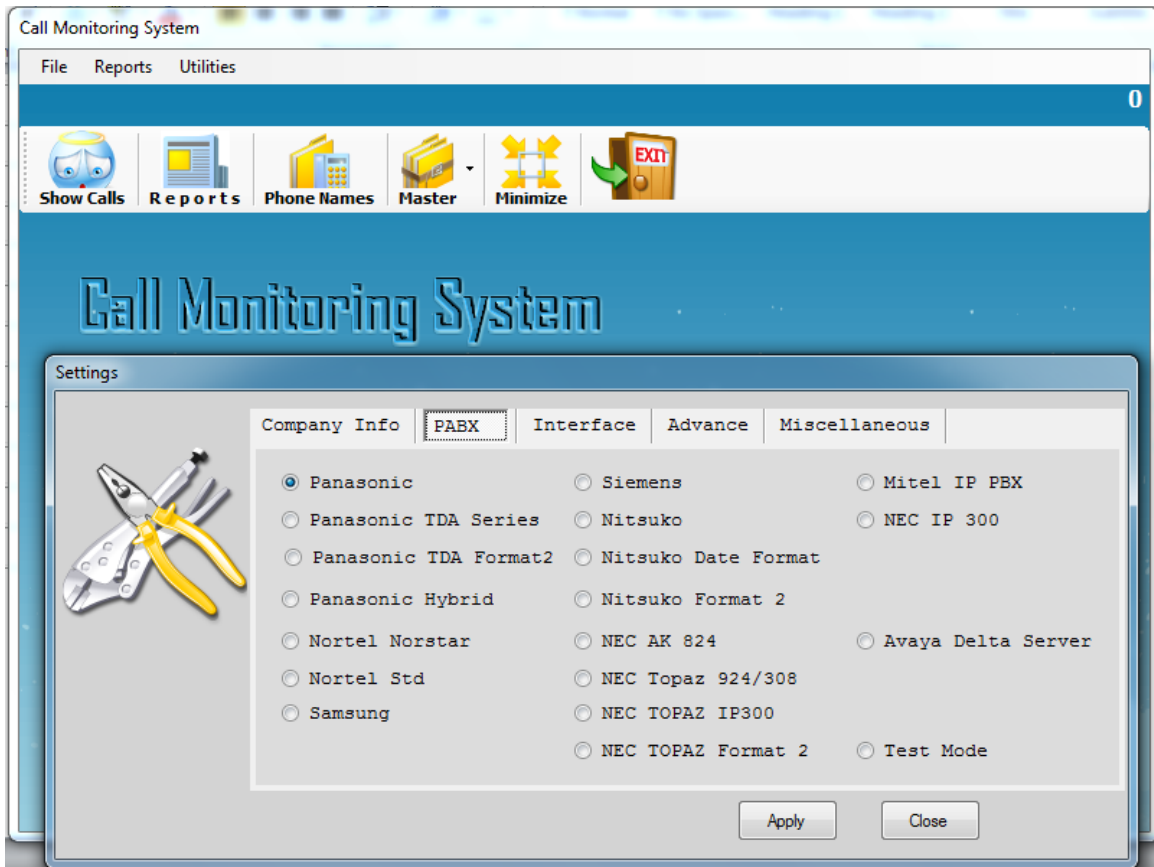 Call Monitoring System
File Reports Utilities
0
EXIT
Show Calls Reports Phone Names Master Minimize
Call Monitoring System
Settings
Company Info PABX Interface Advance Miscellaneous
Panasonic Siemens Mitel IP PBX
Panasonic TDA Series Nitsuko NEC IP 300
Panasonic TDA Format2 Nitsuko Date Format
Panasonic Hybrid Nitsuko Format 2
Nortel Norstar NEC AK 824 Avaya Delta Server
Nortel Std NEC Topaz 924/308
Samsung NEC TOPAZ IP300
NEC TOPAZ Format 2 Test Mode
Apply Close